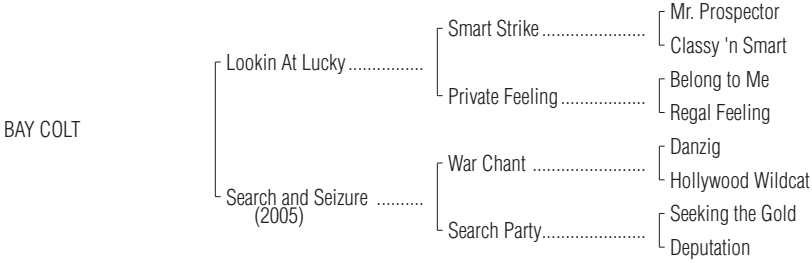 Mr. Prospector
Smart Strike ......................
Classy 'n Smart
Lookin At Lucky ................
Belong to Me
Private Feeling ..................
Regal Feeling
BAY COLT
Danzig
War Chant ........................
Hollywood Wildcat
Search and Seizure ..........
(2005)
Seeking the Gold
Search Party......................
Deputation